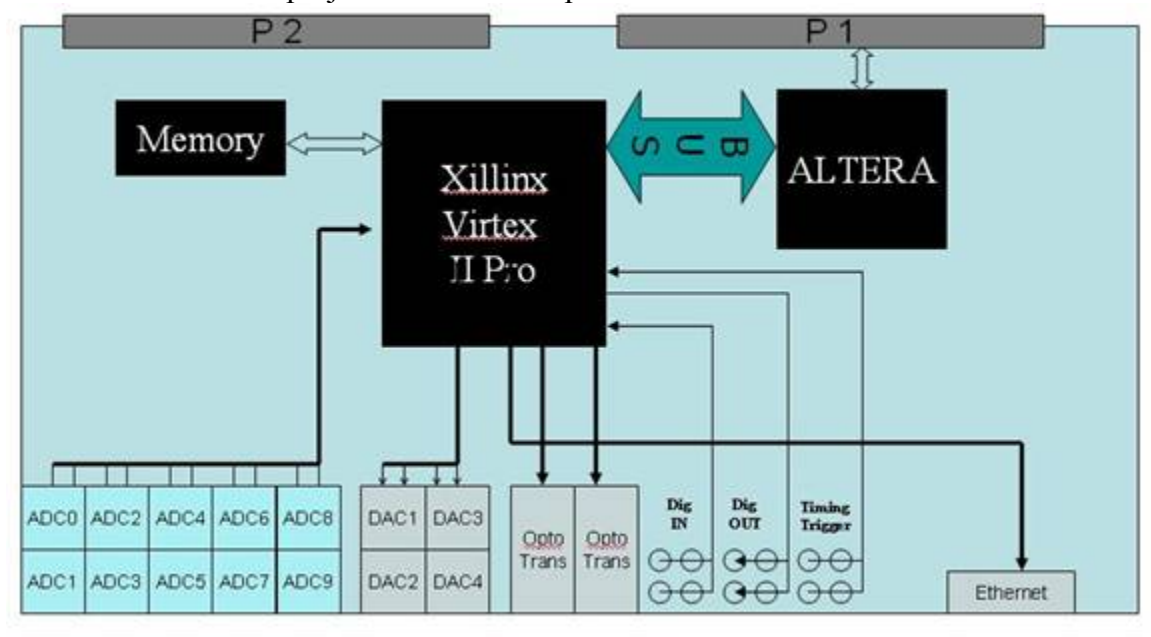 P 2
P 1
Memory
BUS
Xillinx
Virtex
II Pro
ALTERA
ADC0 ADC2 ADC4 ADC6 ADC8
ADC1 ADC3 ADC5 ADC7 ADC9
DAC1 DAC3
DAC2 DAC4
Opto
Trans
Opto
Trans
Dig
IN
Dig
OUT
Timing
Trigger
Ethernet